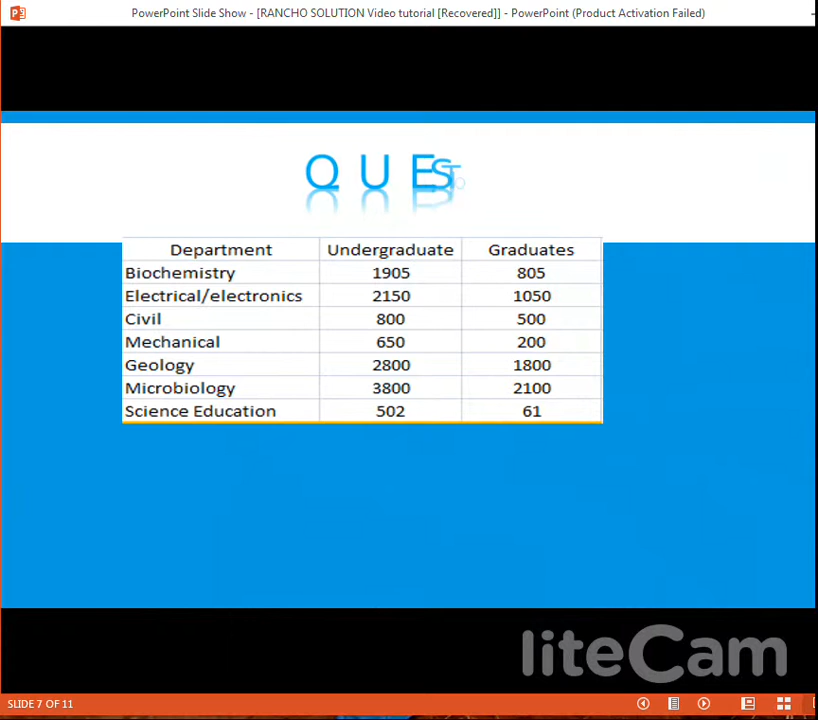 PowerPoint Slide Show - [RANCHO SOLUTION Video tutorial [Recovered]] - PowerPoint (Product Activation Failed)
QUESTO
Department Undergraduate Graduates
Biochemistry 1905 805
Electrical/electronics 2150 1050
Civil 800 500
Mechanical 650 200
Geology 2800 1800
Microbiology 3800 2100
Science Education 502 61
liteCam
SLIDE 7 OF 11